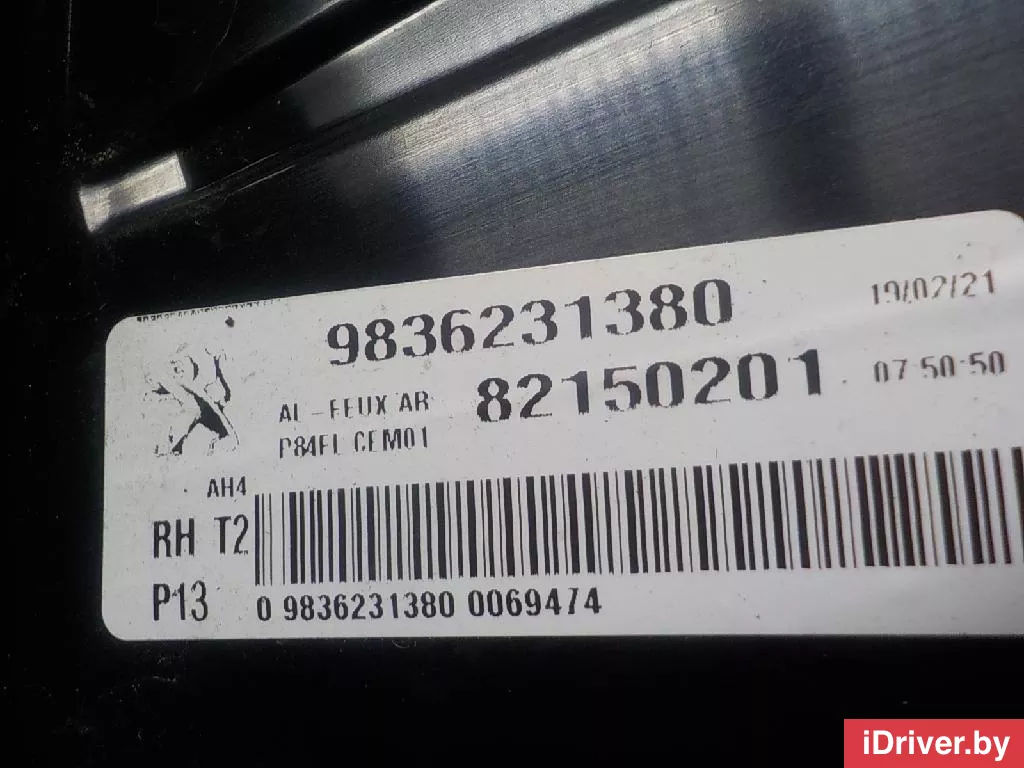 9836231380
19/02/21
AL -FEUX AR
82150201
07:50:50
P84FL CEM01
AH4
RH T2
P13
0 9836231380 0069474
iDriver.by